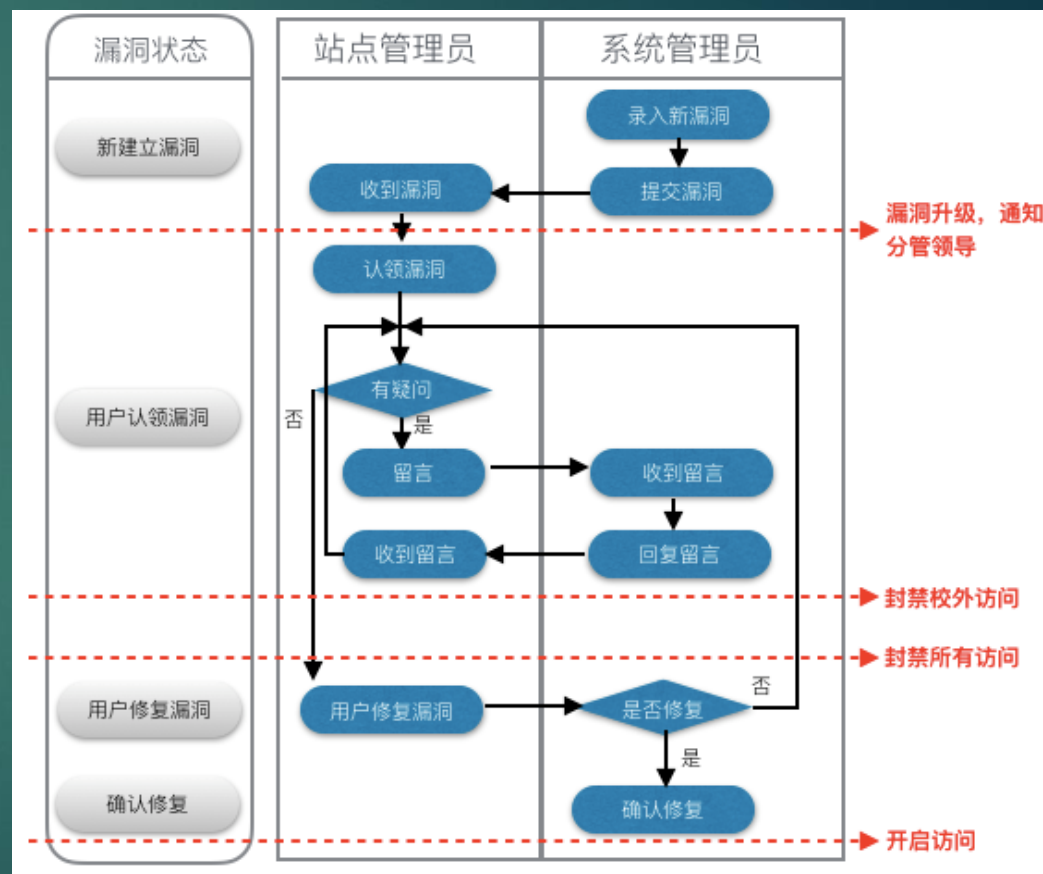 漏洞状态
站点管理员
系统管理员
新建立漏洞
录入新漏洞
收到漏洞
提交漏洞
漏洞升级，通知
分管领导
认领漏洞
用户认领漏洞
有疑问
否
是
留言
收到留言
收到留言
回复留言
封禁校外访问
封禁所有访问
用户修复漏洞
用户修复漏洞
是否修复
否
是
确认修复
确认修复
开启访问